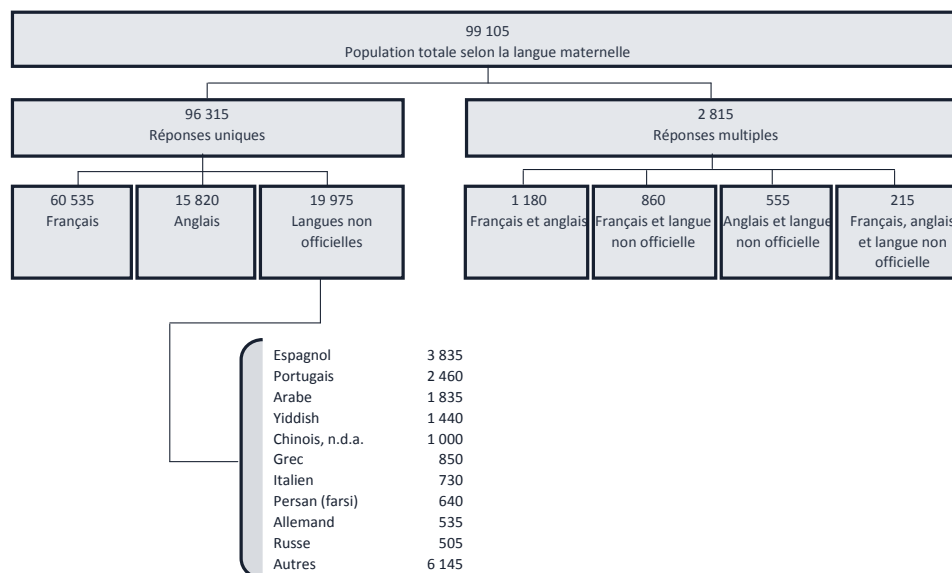 99 105
Population totale selon la langue maternelle
96 315
Réponses uniques
2 815
Réponses multiples
60 535
Français
15 820
Anglais
19 975
Langues non
officielles
1 180
Français et anglais
860
Français et langue
non officielle
555
Anglais et langue
non officielle
215
Français, anglais
et langue non
officielle
Espagnol 3 835
Portugais 2 460
Arabe 1 835
Yiddish 1 440
Chinois, n.d.a. 1 000
Grec 850
Italien 730
Persan (farsi) 640
Allemand 535
Russe 505
Autres 6 145